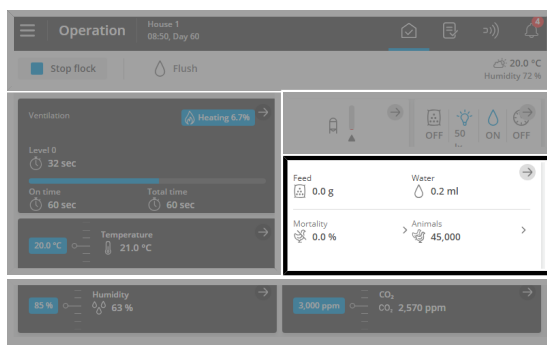 Operation
House 1
08:50, Day 60
4
Stop flock
Flush
20.0 °C
Humidity 72 %
Ventilation
Heating 6.7%
Level 0
32 sec
On time
Total time
60 sec
60 sec
OFF
50
ON
OFF
Feed
Water
0.0 g
0.2 ml
Mortality
Animals
0.0 %
45,000
Temperature
20.0 °C
21.0 °C
Humidity
85 %
63 %
CO₂
3,000 ppm
CO₂ 2,570 ppm